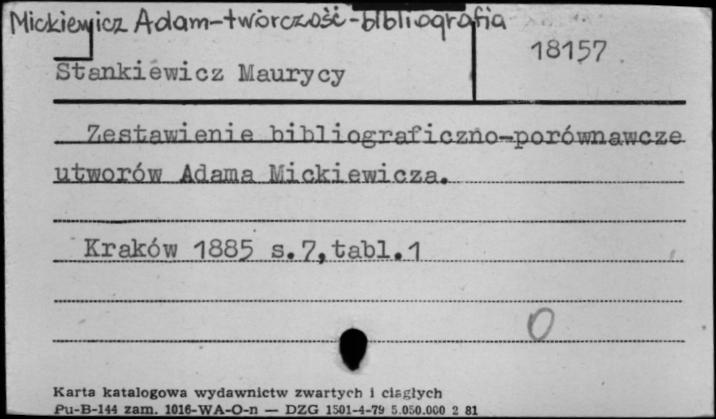 Mickiewicz Adam-twórczość-bibliografia
18157
Stankiewicz Maurycy
Zestawienie bibliograficzno-porównawcze
utworów Adama Mickiewicza.
Kraków 1885 s.7,tabl.1
0
Karta katalogowa wydawnictw zwartych i ciągłych
Pu-B-144 zam. 1016-WA-O-n — DZG 1501-4-79 5.050.000 2 81